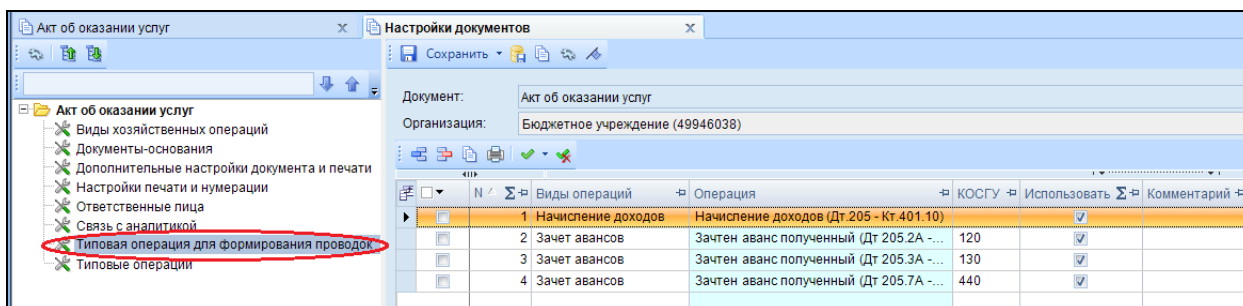 Акт об оказании услуг x Настройки документов x
Сохранить
Документ: Акт об оказании услуг
Организация: Бюджетное учреждение (49946038)
Акт об оказании услуг
Виды хозяйственных операций
Документы-основания
Дополнительные настройки документа и печати
Настройки печати и нумерации
Ответственные лица
Связь с аналитикой
Типовая операция для формирования проводок
Типовые операции
N Σ Виды операций Операция КОСГУ Использовать Σ Комментарий
1 Начисление доходов Начисление доходов (Дт.205 - Кт.401.10)
2 Зачет авансов Зачтен аванс полученный (Дт 205.2А -... 120
3 Зачет авансов Зачтен аванс полученный (Дт 205.3А -... 130
4 Зачет авансов Зачтен аванс полученный (Дт 205.7А -... 440